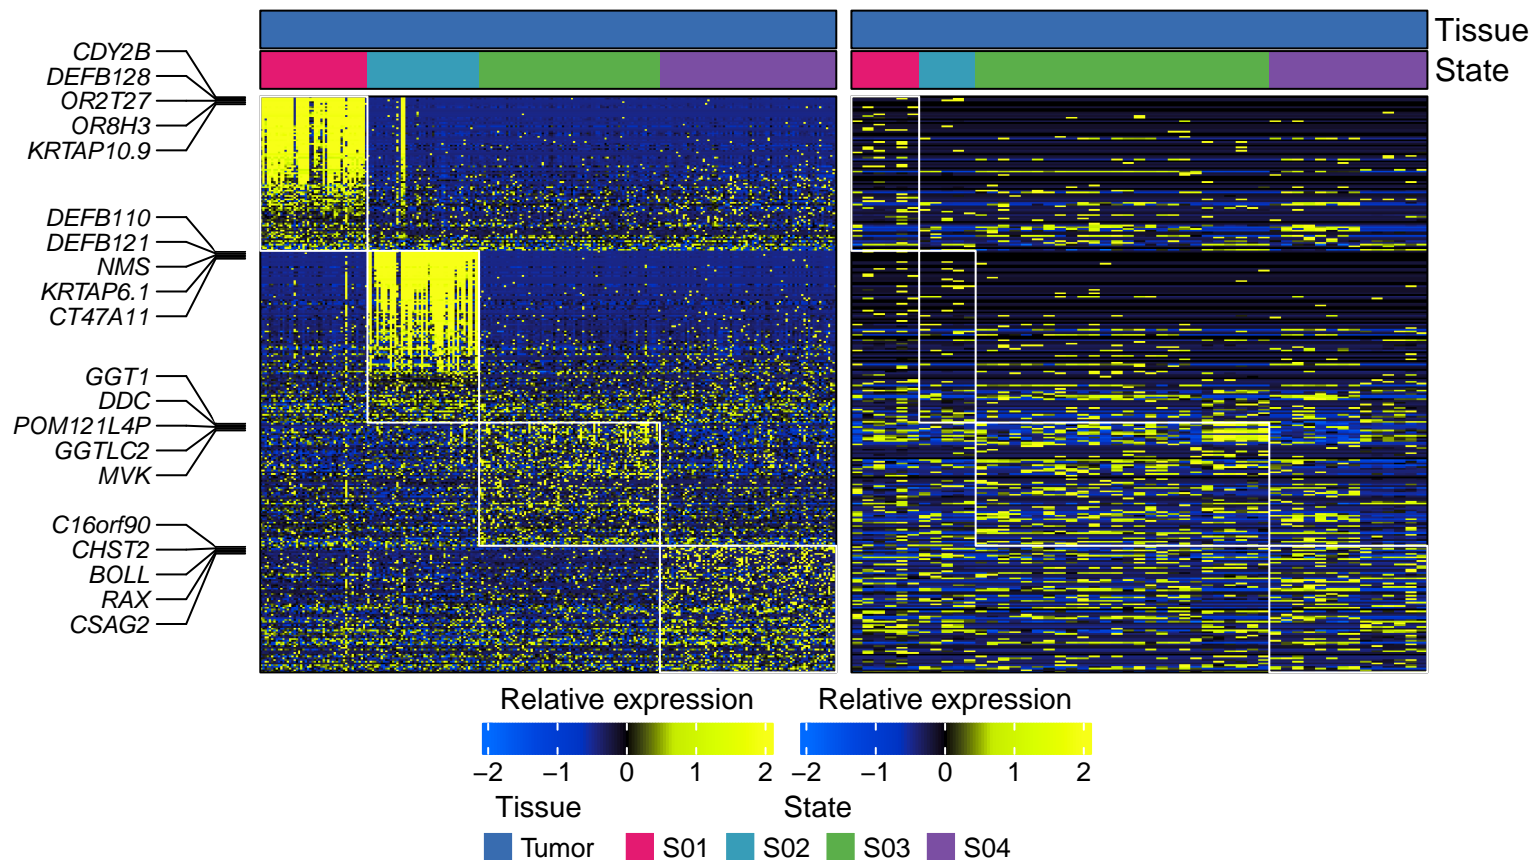 Tissue
State
CDY2B
DEFB128
OR2T27
OR8H3
KRTAP10.9
DEFB110
DEFB121
NMS
KRTAP6.1
CT47A11
GGT1
DDC
POM121L4P
GGTLC2
MVK
C16orf90
CHST2
BOLL
RAX
CSAG2
Relative expression Relative expression
−2 −1 0 1 2 −2 −1 0 1 2
Tissue State
Tumor S01 S02 S03 S04